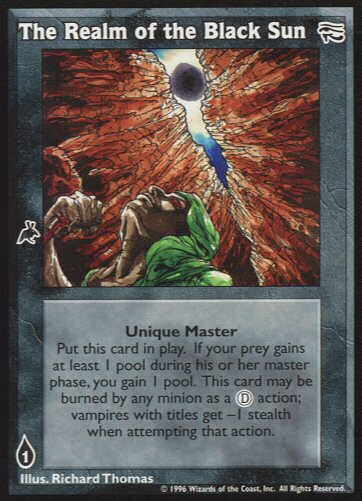 The Realm of the Black Sun
Unique Master
Put this card in play. If your prey gains
at least 1 pool during his or her master
phase, you gain 1 pool. This card may be
burned by any minion as a Ⓓ action;
vampires with titles get –1 stealth
when attempting that action.
1
Illus. Richard Thomas
© 1996 Wizards of the Coast, Inc. All Rights Reserved.